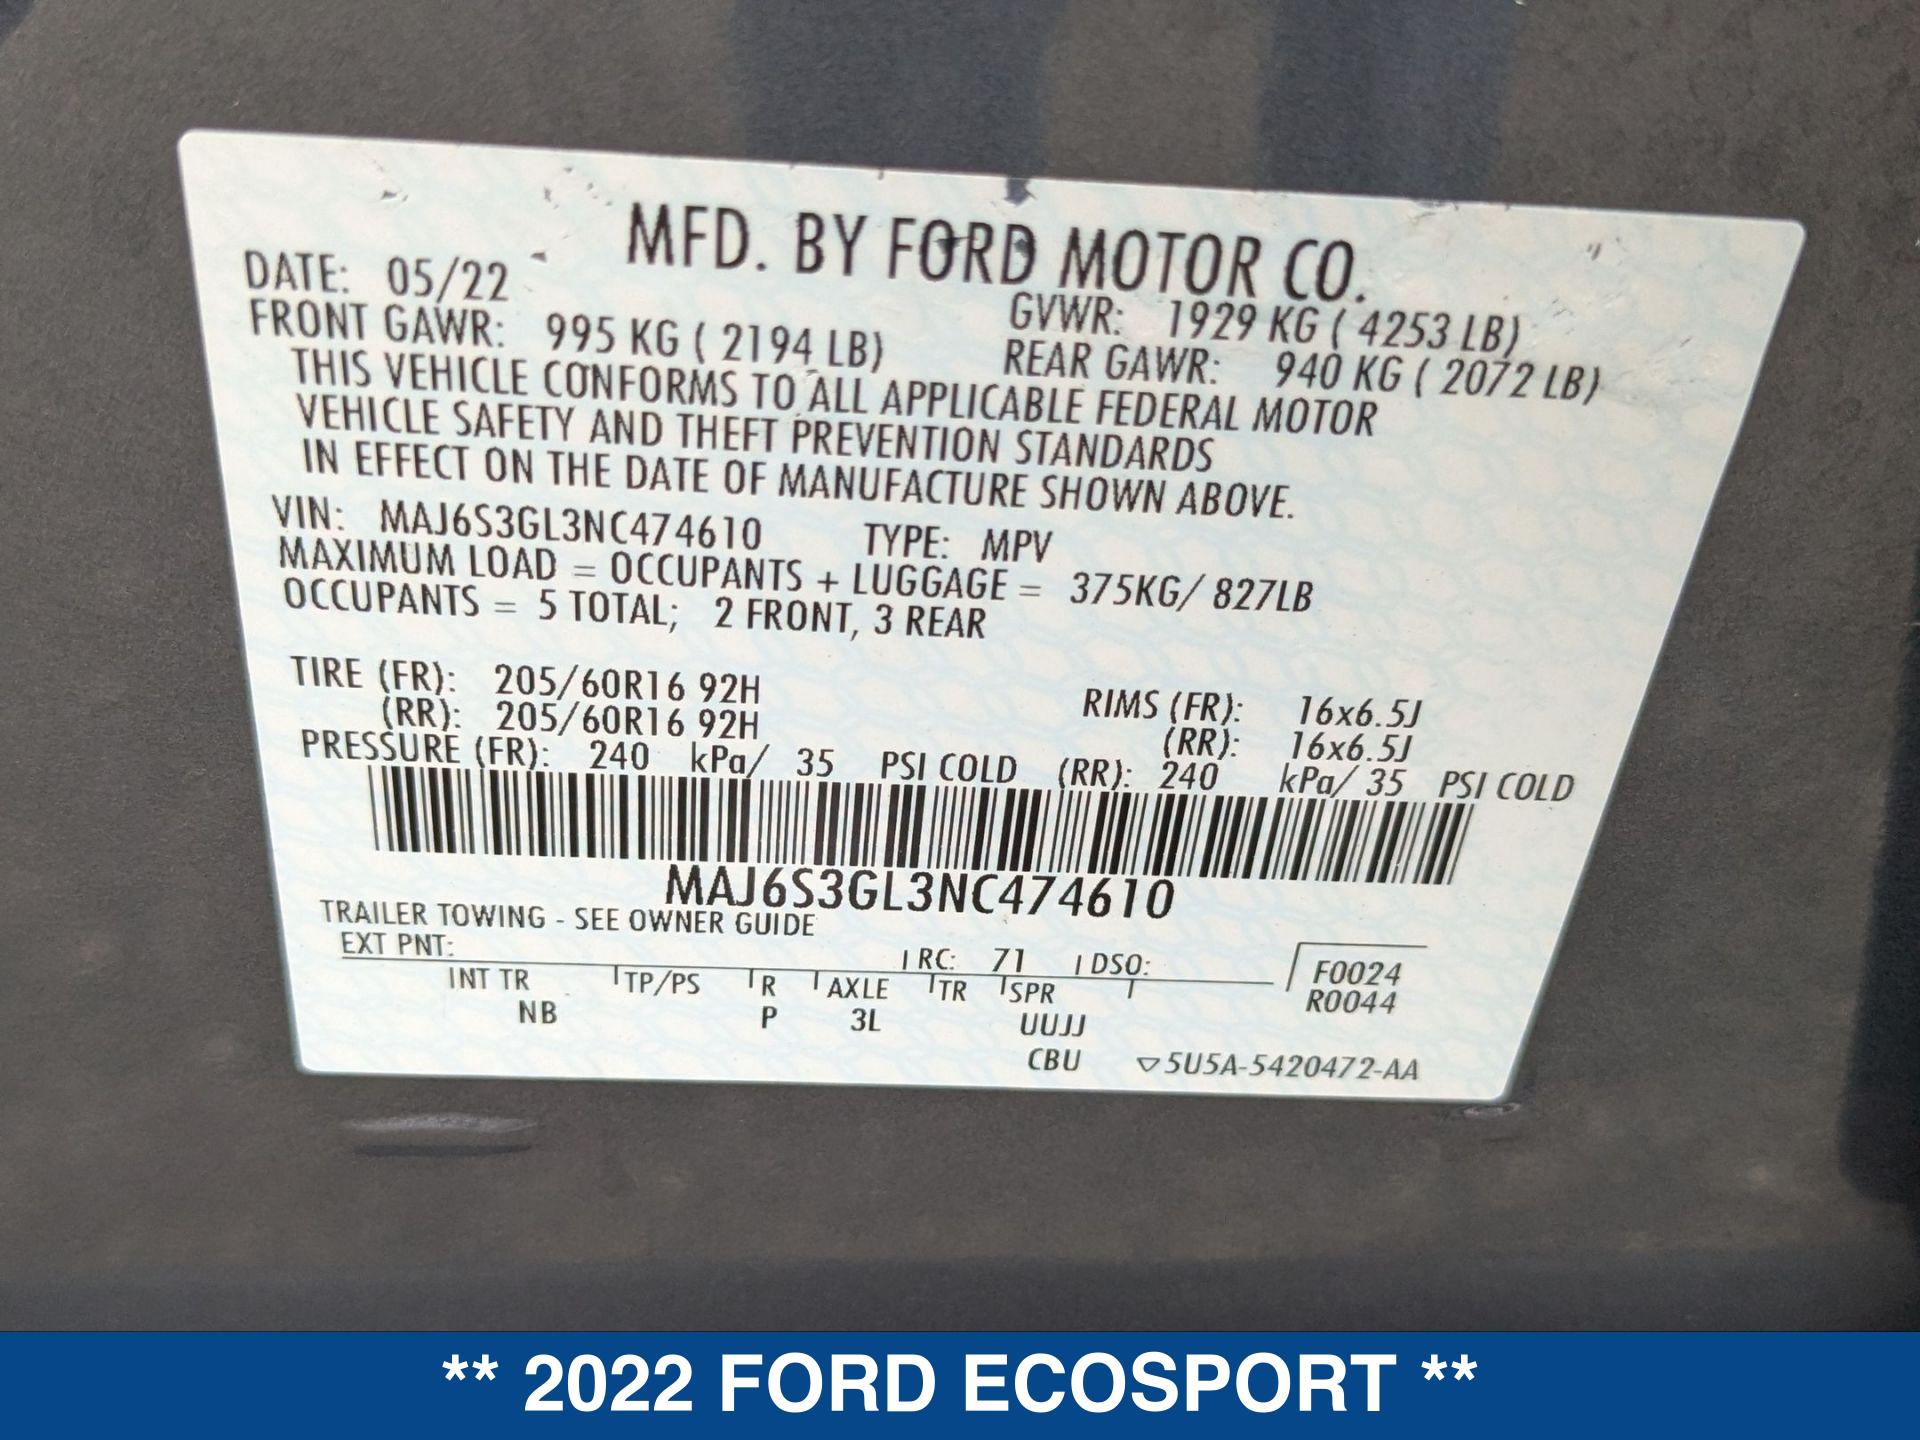 MFD. BY FORD MOTOR CO.
DATE: 05/22 GVWR: 1929 KG ( 4253 LB)
FRONT GAWR: 995 KG ( 2194 LB) REAR GAWR: 940 KG ( 2072 LB)
THIS VEHICLE CONFORMS TO ALL APPLICABLE FEDERAL MOTOR
VEHICLE SAFETY AND THEFT PREVENTION STANDARDS
IN EFFECT ON THE DATE OF MANUFACTURE SHOWN ABOVE.
VIN: MAJ6S3GL3NC474610 TYPE: MPV
MAXIMUM LOAD = OCCUPANTS + LUGGAGE = 375KG/ 827LB
OCCUPANTS = 5 TOTAL; 2 FRONT, 3 REAR
TIRE (FR): 205/60R16 92H RIMS (FR): 16x6.5J
(RR): 205/60R16 92H (RR): 16x6.5J
PRESSURE (FR): 240 kPa/ 35 PSI COLD (RR): 240 kPa/ 35 PSI COLD
MAJ6S3GL3NC474610
TRAILER TOWING - SEE OWNER GUIDE
EXT PNT: RC: 71 DSO: F0024
INT TR TP/PS R AXLE TR SPR R0044
NB P 3L UUJJ
CBU ▽5U5A-5420472-AA
** 2022 FORD ECOSPORT **